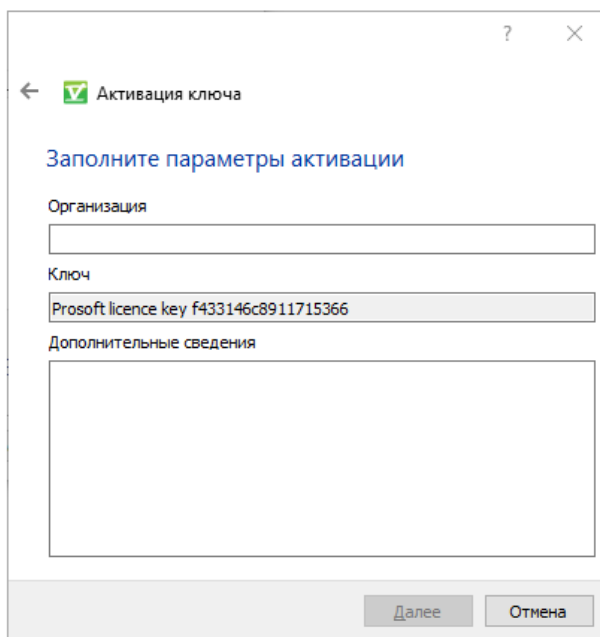 Активация ключа
Заполните параметры активации
Организация
Ключ
Prosoft licence key f433146c8911715366
Дополнительные сведения
Далее
Отмена